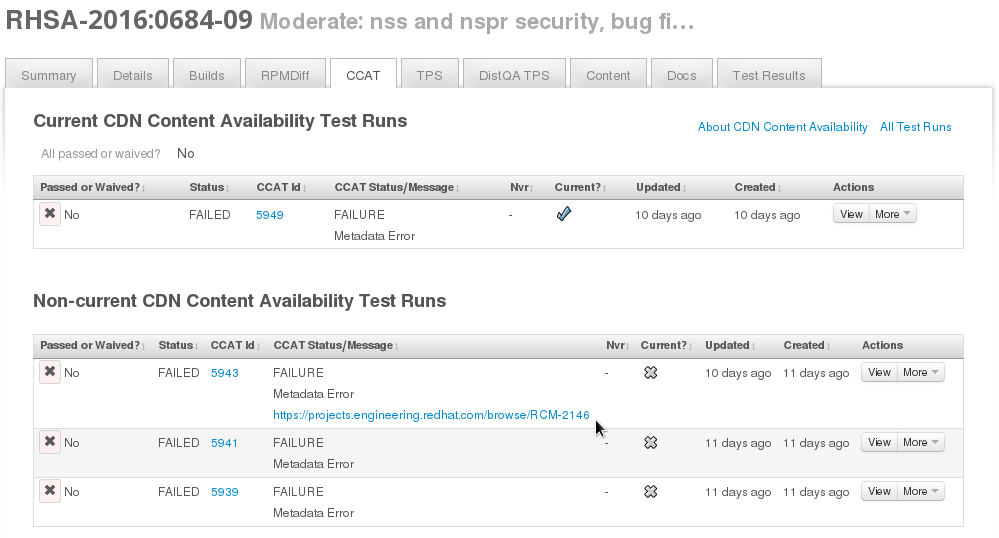 RHSA-2016:0684-09 Moderate: nss and nspr security, bug fi...
Summary Details Builds RPMDiff CCAT TPS DistQA TPS Content Docs Test Results
Current CDN Content Availability Test Runs
About CDN Content Availability All Test Runs
All passed or waived? No
Passed or Waived? Status CCAT Id CCAT Status/Message Nvr Current? Updated Created Actions
No FAILED 5949 FAILURE - 10 days ago 10 days ago View More
Metadata Error
Non-current CDN Content Availability Test Runs
Passed or Waived? Status CCAT Id CCAT Status/Message Nvr Current? Updated Created Actions
No FAILED 5943 FAILURE - 10 days ago 11 days ago View More
Metadata Error
https://projects.engineering.redhat.com/browse/RCM-2146
No FAILED 5941 FAILURE - 11 days ago 11 days ago View More
Metadata Error
No FAILED 5939 FAILURE - 11 days ago 11 days ago View More
Metadata Error